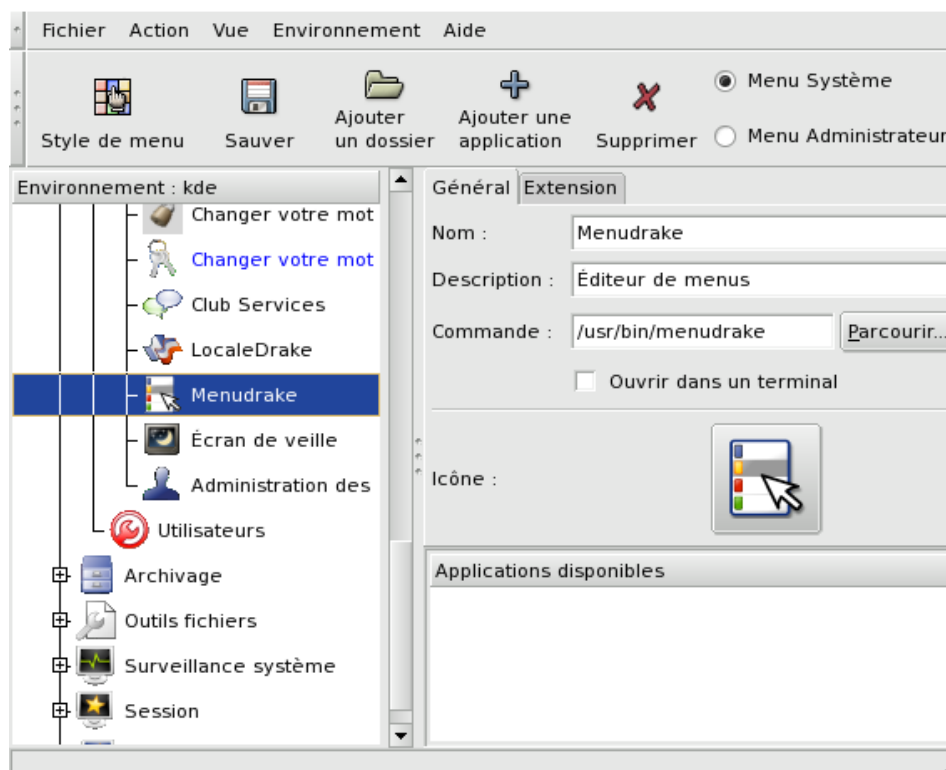 Fichier Action Vue Environnement Aide
Style de menu
Sauver
Ajouter
un dossier
Ajouter une
application
Supprimer
Menu Système
Menu Administrateur
Environnement : kde
Changer votre mot
Changer votre mot
Club Services
LocaleDrake
Menudrake
Écran de veille
Administration des
Utilisateurs
Archivage
Outils fichiers
Surveillance système
Session
Général Extension
Nom : Menudrake
Description : Éditeur de menus
Commande : /usr/bin/menudrake Parcourir...
Ouvrir dans un terminal
Icône :
Applications disponibles